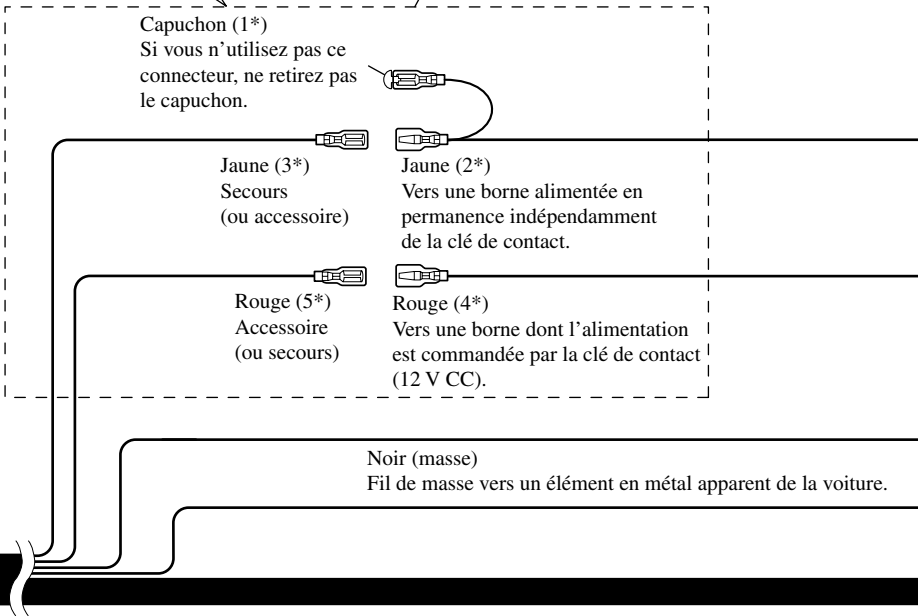 Capuchon (1*)
Si vous n’utilisez pas ce
connecteur, ne retirez pas
le capuchon.
Jaune (3*)
Secours
(ou accessoire)
Jaune (2*)
Vers une borne alimentée en
permanence indépendamment
de la clé de contact.
Rouge (5*)
Accessoire
(ou secours)
Rouge (4*)
Vers une borne dont l’alimentation
est commandée par la clé de contact
(12 V CC).
Noir (masse)
Fil de masse vers un élément en métal apparent de la voiture.